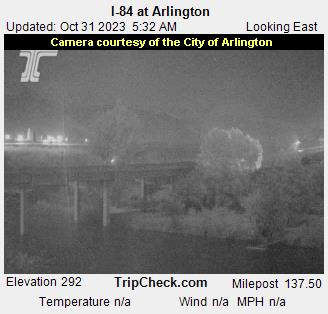 I-84 at Arlington
Updated: Oct 31 2023 5:32 AM Looking East
Camera courtesy of the City of Arlington
Elevation 292 TripCheck.com Milepost 137.50
Temperature n/a Wind n/a MPH n/a